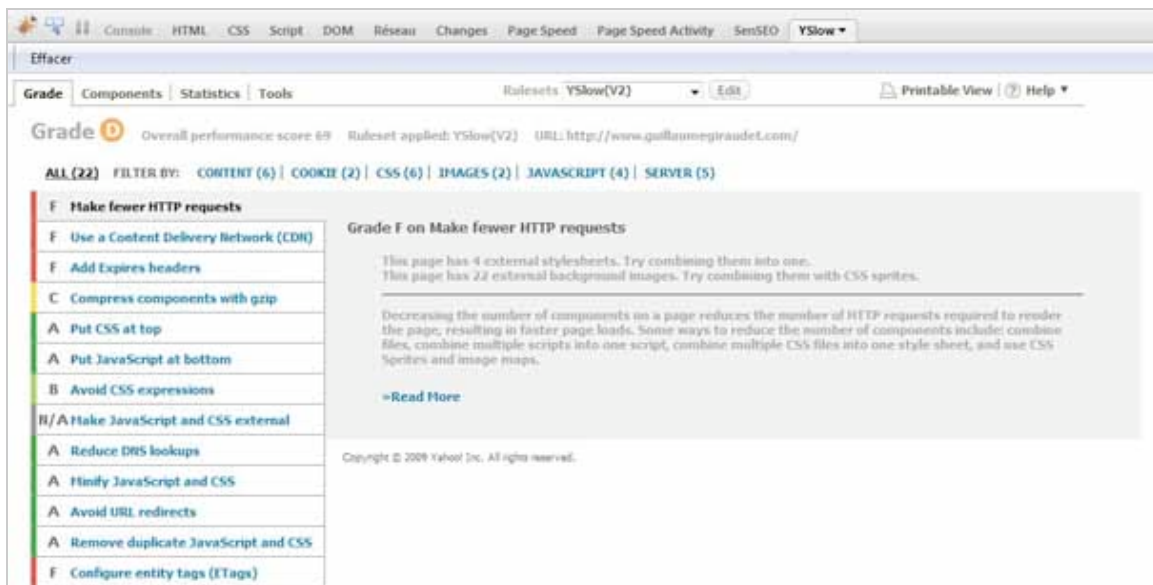 Console HTML CSS Script DOM Réseau Changes Page Speed Page Speed Activity SenSEO YSlow
Effacer
Grade Components Statistics Tools Rulesets YSlow(V2) Edit Printable View ? Help
Grade D Overall performance score 69 Ruleset applied: YSlow(V2) URL: http://www.guillaumegiraudet.com/
ALL (22) FILTER BY: CONTENT (6) | COOKIE (2) | CSS (6) | IMAGES (2) | JAVASCRIPT (4) | SERVER (5)
F Make fewer HTTP requests
F Use a Content Delivery Network (CDN)
F Add Expires headers
C Compress components with gzip
A Put CSS at top
A Put JavaScript at bottom
B Avoid CSS expressions
N/A Make JavaScript and CSS external
A Reduce DNS lookups
A Minify JavaScript and CSS
A Avoid URL redirects
A Remove duplicate JavaScript and CSS
F Configure entity tags (ETags)
Grade F on Make fewer HTTP requests
This page has 4 external stylesheets. Try combining them into one.
This page has 22 external background images. Try combining them with CSS sprites.
Decreasing the number of components on a page reduces the number of HTTP requests required to render
the page, resulting in faster page loads. Some ways to reduce the number of components include: combine
files, combine multiple scripts into one script, combine multiple CSS files into one style sheet, and use CSS
Sprites and image maps.
»Read More
Copyright © 2009 Yahoo! Inc. All rights reserved.